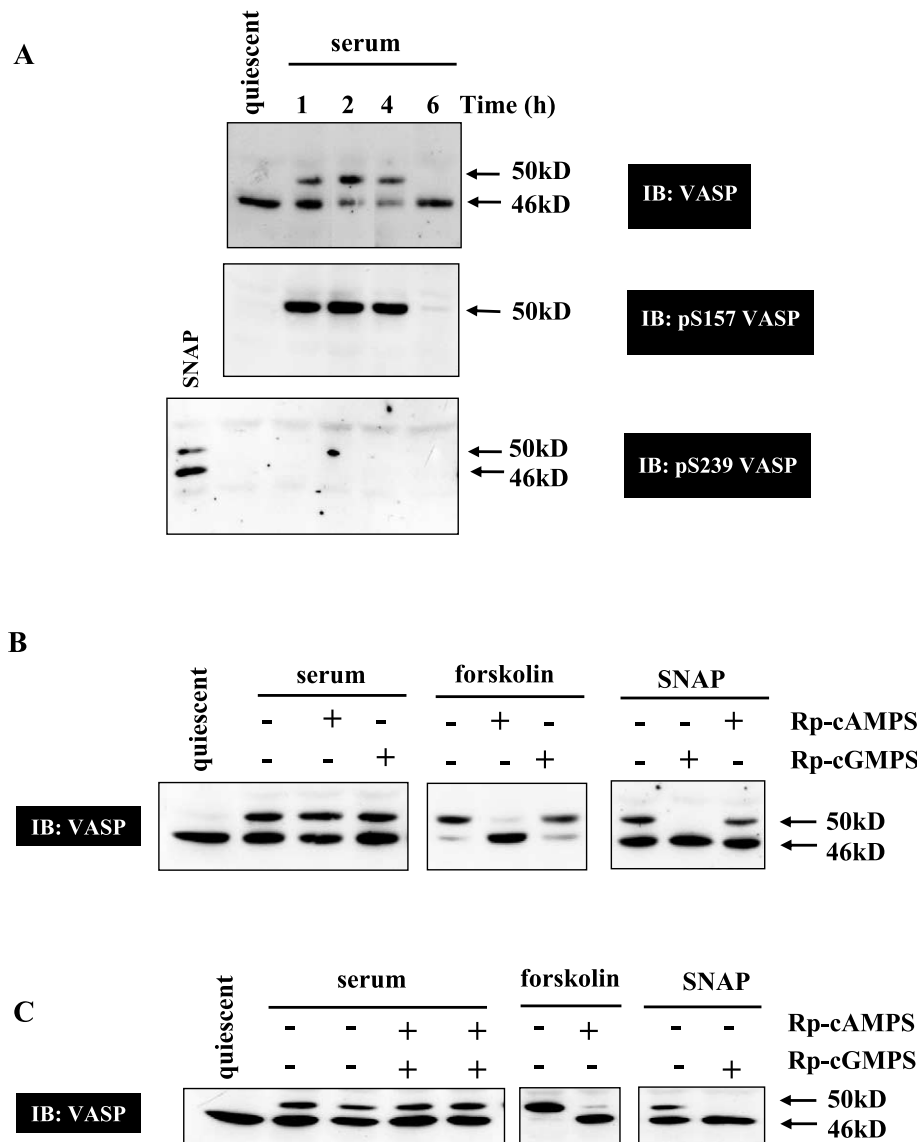 A
quiescent
serum
1 2 4 6 Time (h)
50kD
46kD
IB: VASP
50kD
IB: pS157 VASP
SNAP
50kD
46kD
IB: pS239 VASP
B
quiescent
serum forskolin SNAP
- + - - + - - - + Rp-cAMPS
- - + - - + - + - Rp-cGMPS
IB: VASP
50kD
46kD
C
quiescent
serum forskolin SNAP
- - + + - + - - Rp-cAMPS
- - + + - - - + Rp-cGMPS
IB: VASP
50kD
46kD